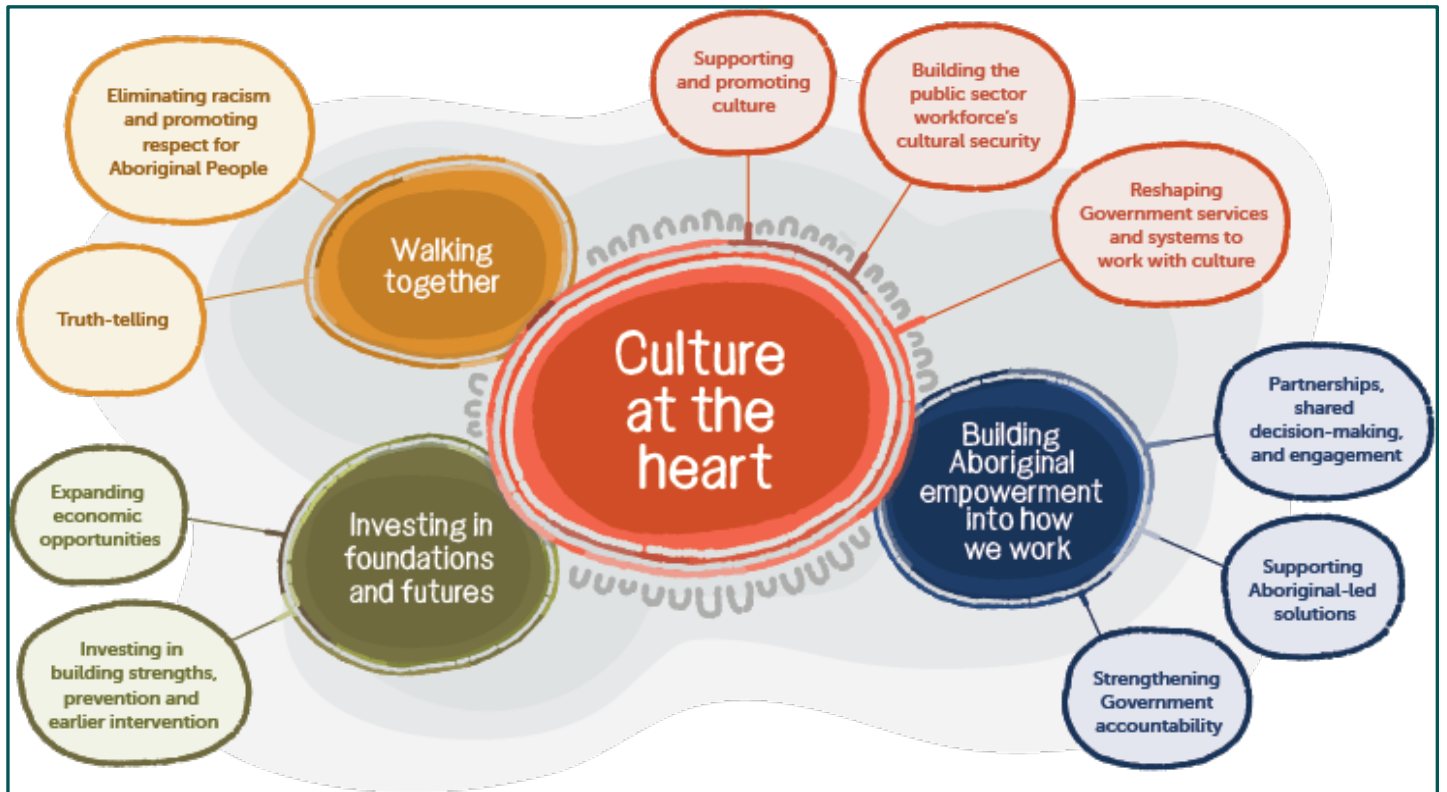 Eliminating racism
and promoting
respect for
Aboriginal People
Truth-telling
Walking
together
Supporting
and promoting
culture
Building the
public sector
workforce's
cultural security
Reshaping
Government services
and systems to
work with culture
Culture
at the
heart
Expanding
economic
opportunities
Investing in
building strengths,
prevention and
earlier intervention
Investing in
foundations
and futures
Building
Aboriginal
empowerment
into how
we work
Partnerships,
shared
decision-making,
and engagement
Supporting
Aboriginal-led
solutions
Strengthening
Government
accountability